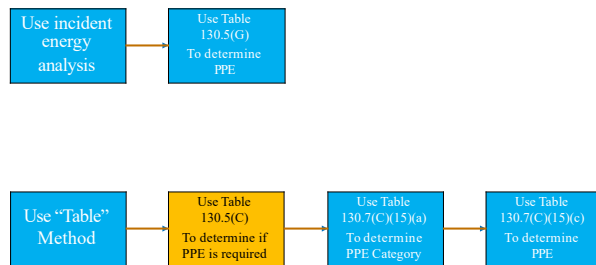 Use incident
energy
analysis
Use Table
130.5(G)
To determine
PPE
Use “Table”
Method
Use Table
130.5(C)
To determine if
PPE is required
Use Table
130.7(C)(15)(a)
To determine
PPE Category
Use Table
130.7(C)(15)(c)
To determine
PPE